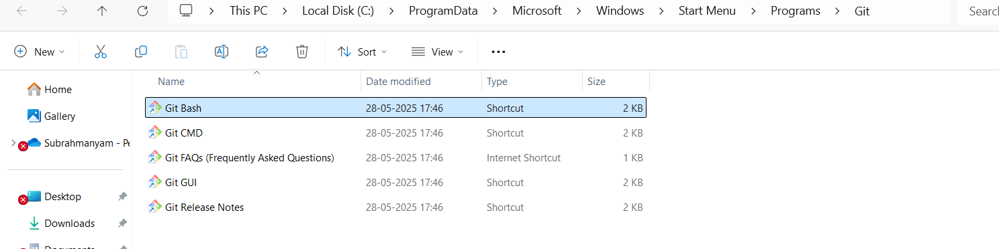 This PC > Local Disk (C:) > ProgramData > Microsoft > Windows > Start Menu > Programs > Git
Search
New
Sort
View
Name Date modified Type Size
Home
Gallery
Subrahmanyam - Pe
Desktop
Downloads
Documents
Git Bash 28-05-2025 17:46 Shortcut 2 KB
Git CMD 28-05-2025 17:46 Shortcut 2 KB
Git FAQs (Frequently Asked Questions) 28-05-2025 17:46 Internet Shortcut 1 KB
Git GUI 28-05-2025 17:46 Shortcut 2 KB
Git Release Notes 28-05-2025 17:46 Shortcut 2 KB